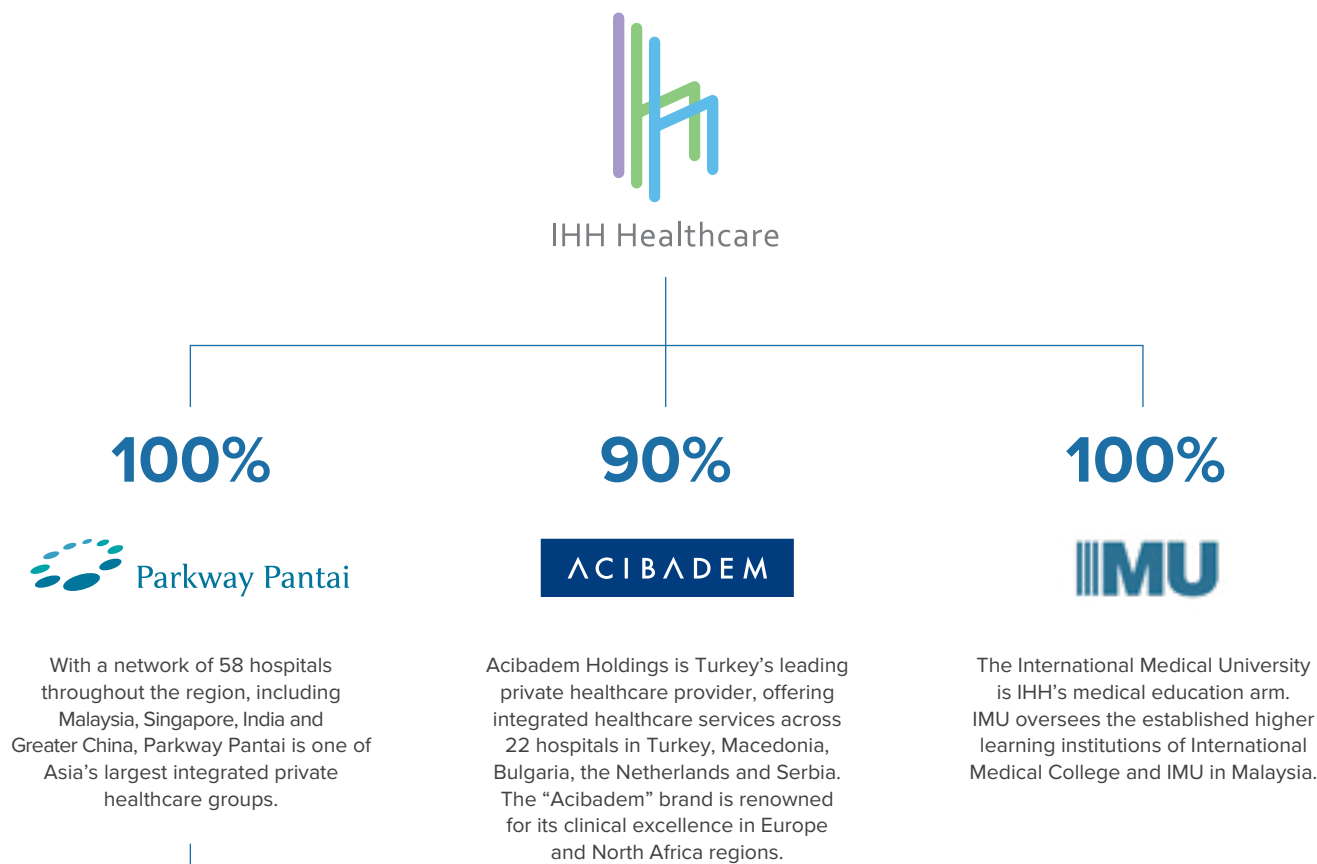 IHH Healthcare
100%
90%
100%
Parkway Pantai
ACIBADEM
IMU
With a network of 58 hospitals
throughout the region, including
Malaysia, Singapore, India and
Greater China, Parkway Pantai is one of
Asia’s largest integrated private
healthcare groups.
Acibadem Holdings is Turkey’s leading
private healthcare provider, offering
integrated healthcare services across
22 hospitals in Turkey, Macedonia,
Bulgaria, the Netherlands and Serbia.
The “Acibadem” brand is renowned
for its clinical excellence in Europe
and North Africa regions.
The International Medical University
is IHH’s medical education arm.
IMU oversees the established higher
learning institutions of International
Medical College and IMU in Malaysia.